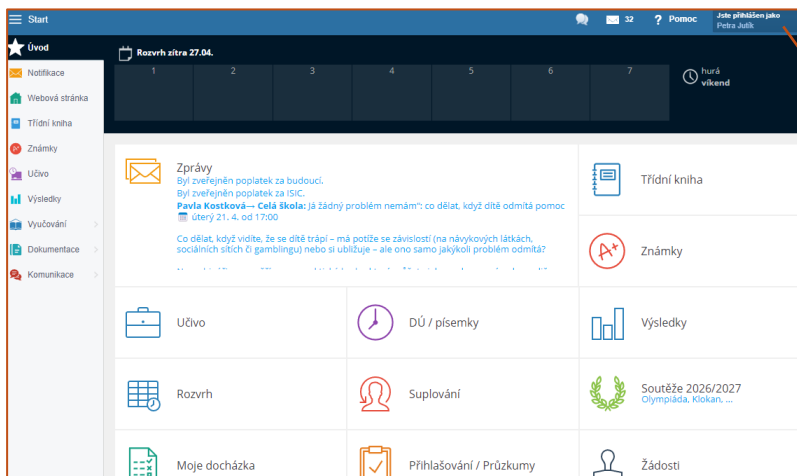 Start
32
Pomoc
Jste přihlášen jako
Petra Jutík
Úvod
Notifikace
Webová stránka
Třídní kniha
Známky
Učivo
Výsledky
Vyučování
Dokumentace
Komunikace
Rozvrh zítra 27.04.
1 2 3 4 5 6 7
hurá
víkend
Zprávy
Byl zveřejněn poplatek za budoucí.
Byl zveřejněn poplatek za ISIC.
Pavla Kostková→ Celá škola: Já žádný problém nemám": co dělat, když dítě odmítá pomoc
úterý 21. 4. od 17:00
Co dělat, když vidíte, že se dítě trápí – má potíže se závislostí (na návykových látkách,
sociálních sítích či gamblingu) nebo si ubližuje – ale ono samo jakýkoli problém odmítá?
Třídní kniha
A+
Známky
Učivo
DÚ / písemky
Výsledky
Rozvrh
Suplování
Soutěže 2026/2027
Olympiáda, Klokan, ...
Moje docházka
Přihlašování / Průzkumy
Žádosti